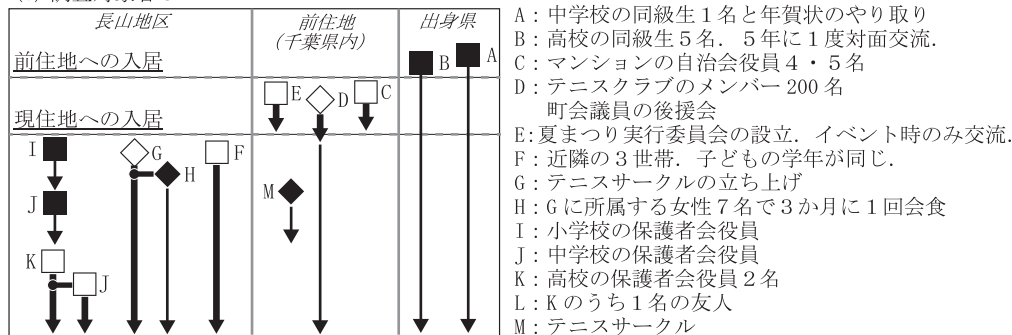 長山地区
前住地
(千葉県内)
出身県
前住地への入居
現住地への入居
B
A
E
D
C
I
G
F
H
J
M
K
J
A：中学校の同級生１名と年賀状のやり取り
B：高校の同級生５名．５年に１度対面交流．
C：マンションの自治会役員４・５名
D：テニスクラブのメンバー200名
町会議員の後援会
E:夏まつり実行委員会の設立．イベント時のみ交流.
F：近隣の３世帯．子どもの学年が同じ．
G：テニスサークルの立ち上げ
H：Gに所属する女性７名で３か月に１回会食
I：小学校の保護者会役員
J：中学校の保護者会役員
K：高校の保護者会役員２名
L：Kのうち１名の友人
M：テニスサークル